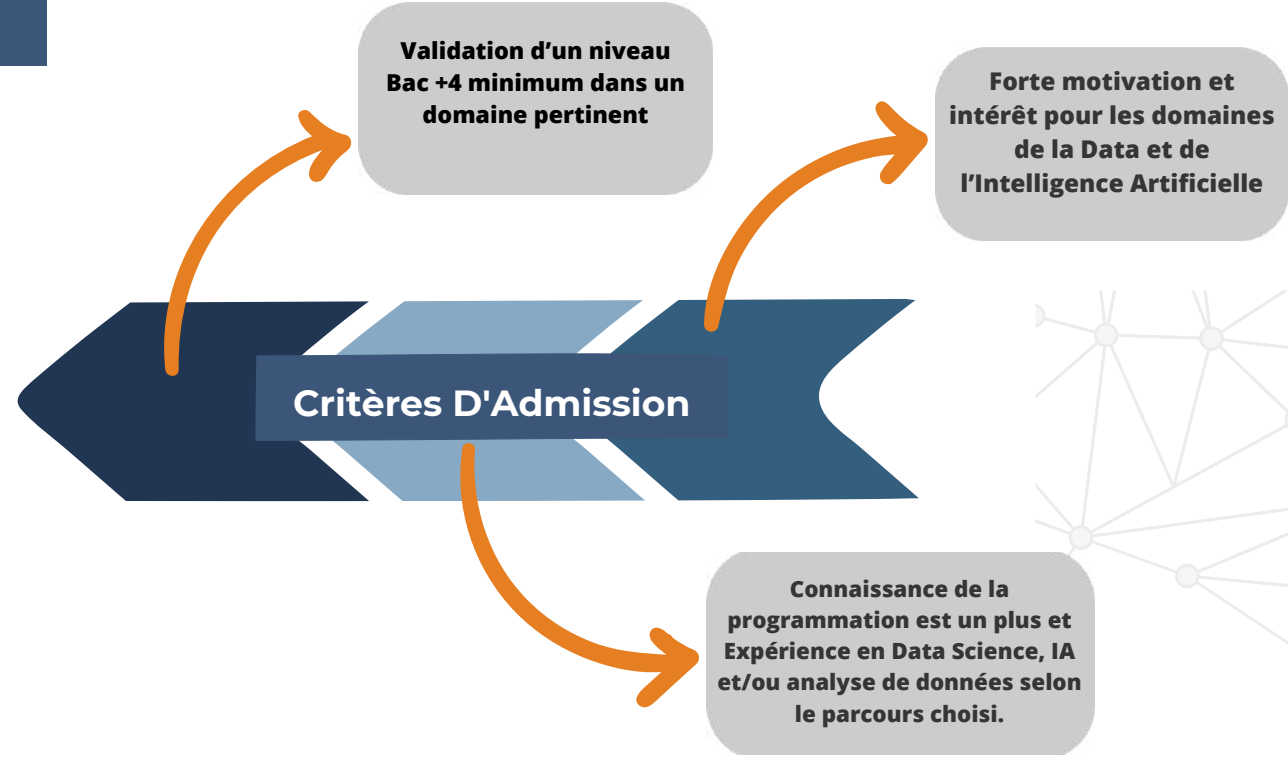 Validation d’un niveau
Bac +4 minimum dans un
domaine pertinent
Forte motivation et
intérêt pour les domaines
de la Data et de
l’Intelligence Artificielle
Critères D'Admission
Connaissance de la
programmation est un plus et
Expérience en Data Science, IA
et/ou analyse de données selon
le parcours choisi.